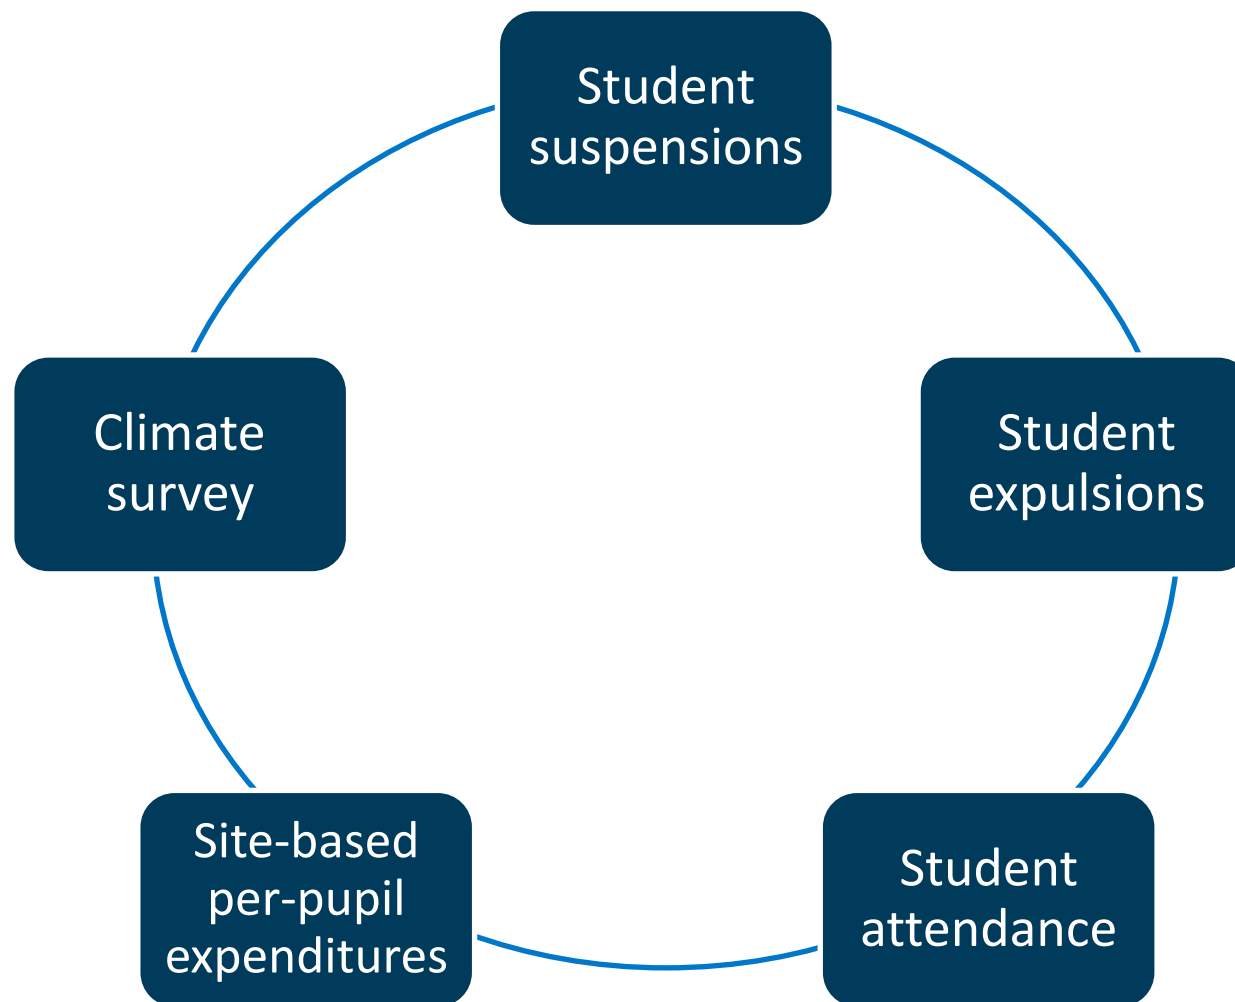 Student
suspensions
Student
expulsions
Student
attendance
Site-based
per-pupil
expenditures
Climate
survey